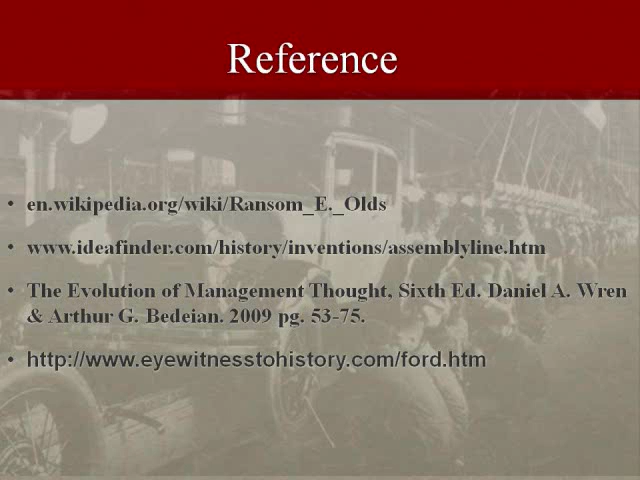 Reference
• en.wikipedia.org/wiki/Ransom_E._Olds
• www.ideafinder.com/history/inventions/assemblyline.htm
• The Evolution of Management Thought, Sixth Ed. Daniel A. Wren
& Arthur G. Bedeian. 2009 pg. 53-75.
• http://www.eyewitnesstohistory.com/ford.htm